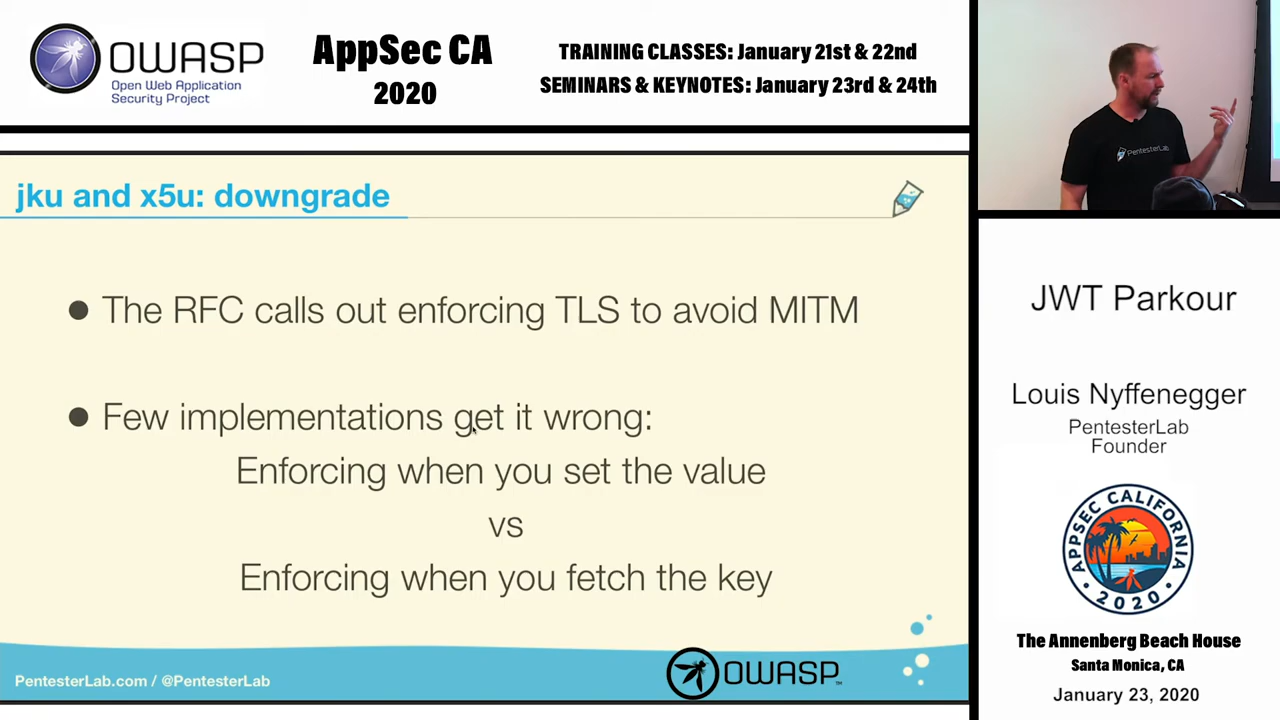 OWASP
Open Web Application
Security Project
AppSec CA
2020
TRAINING CLASSES: January 21st & 22nd
SEMINARS & KEYNOTES: January 23rd & 24th
PentesterLab
jku and x5u: downgrade
● The RFC calls out enforcing TLS to avoid MITM
● Few implementations get it wrong:
Enforcing when you set the value
vs
Enforcing when you fetch the key
PentesterLab.com / @PentesterLab
OWASP™
JWT Parkour
Louis Nyffenegger
PentesterLab
Founder
APPSEC CALIFORNIA
• 2020 •
The Annenberg Beach House
Santa Monica, CA
January 23, 2020